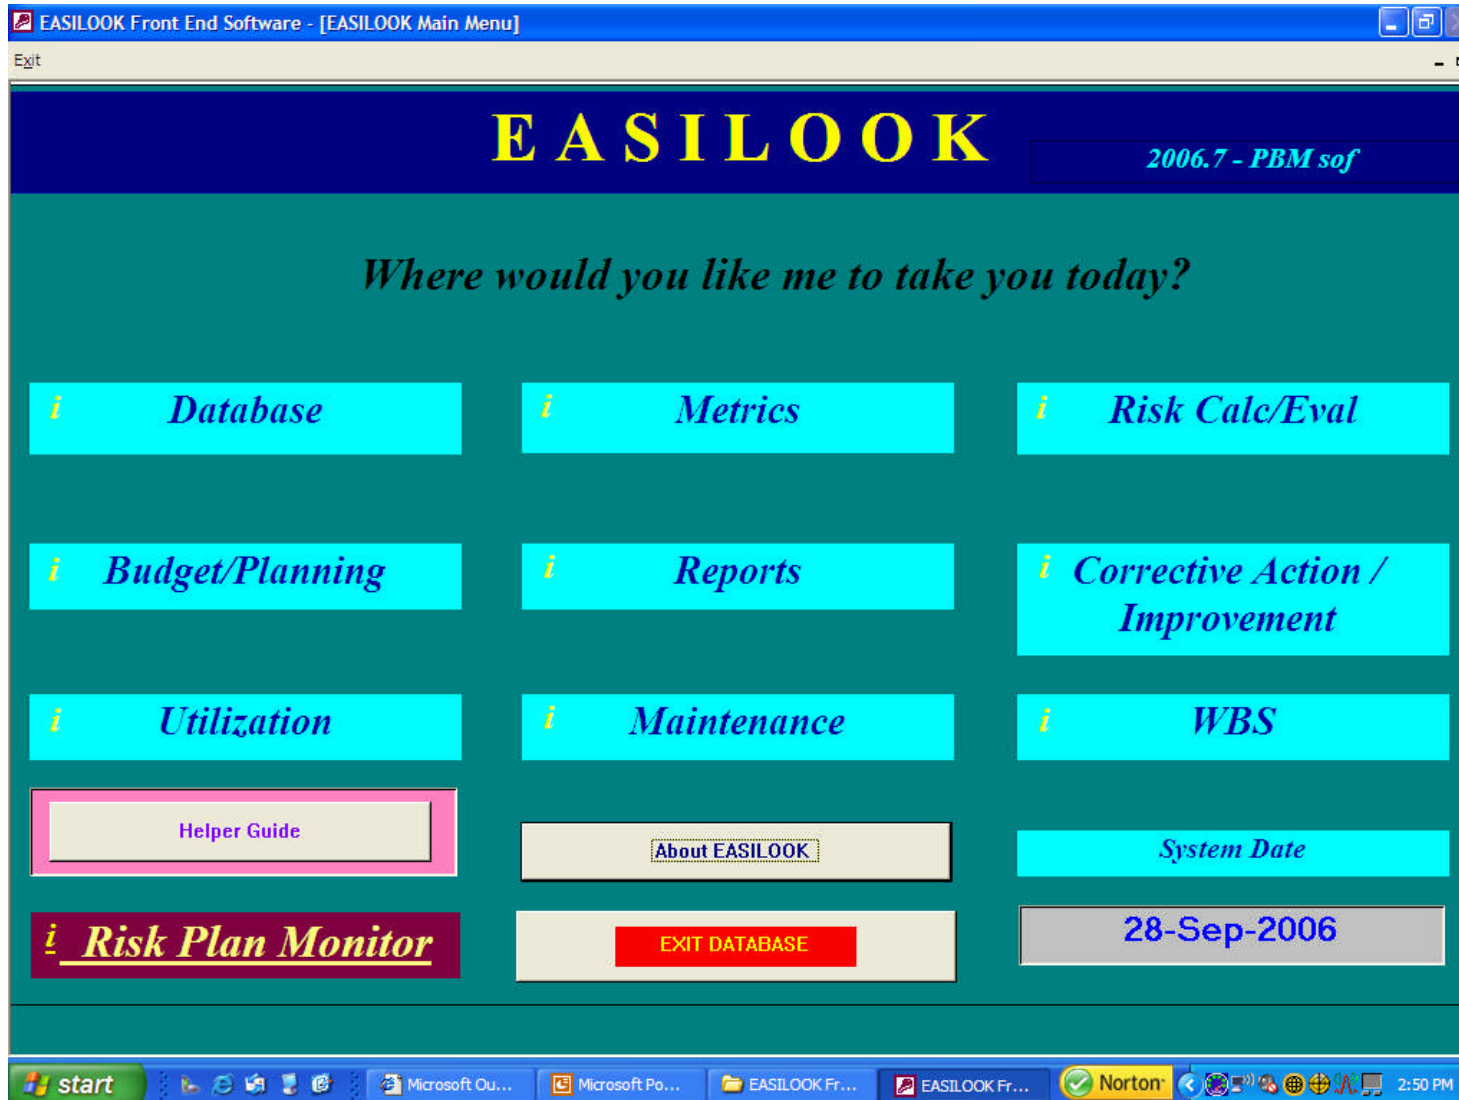 EASILOOK Front End Software - [EASILOOK Main Menu]
Exit
E A S I L O O K
2006.7 - PBM sof
Where would you like me to take you today?
i Database
i Metrics
i Risk Calc/Eval
i Budget/Planning
i Reports
i Corrective Action /
Improvement
i Utilization
i Maintenance
i WBS
Helper Guide
About EASILOOK
System Date
i Risk Plan Monitor
EXIT DATABASE
28-Sep-2006
start
Microsoft Ou...
Microsoft Po...
EASILOOK Fr...
EASILOOK Fr...
Norton
2:50 PM